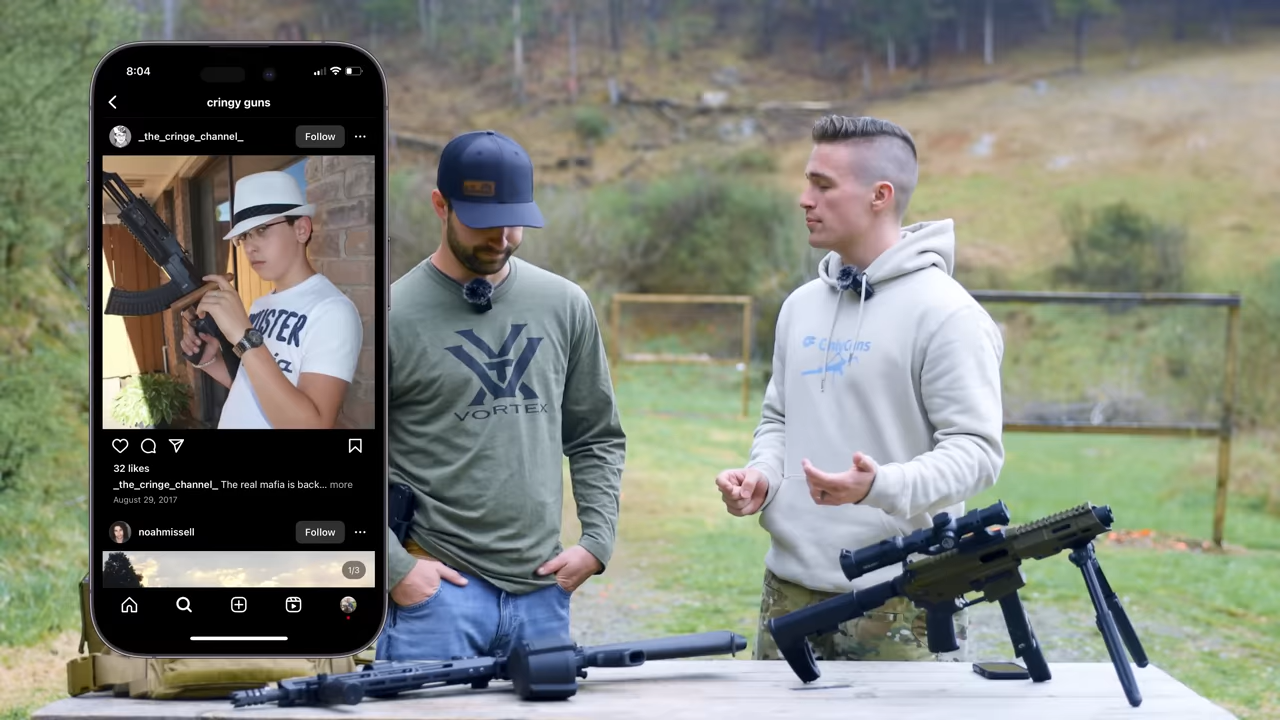 8:04
cringy guns
_the_cringe_channel_
Follow
32 likes
_the_cringe_channel_ The real mafia is back... more
August 29, 2017
noahmissell
Follow
1/3
VORTEX
OnlyGuns